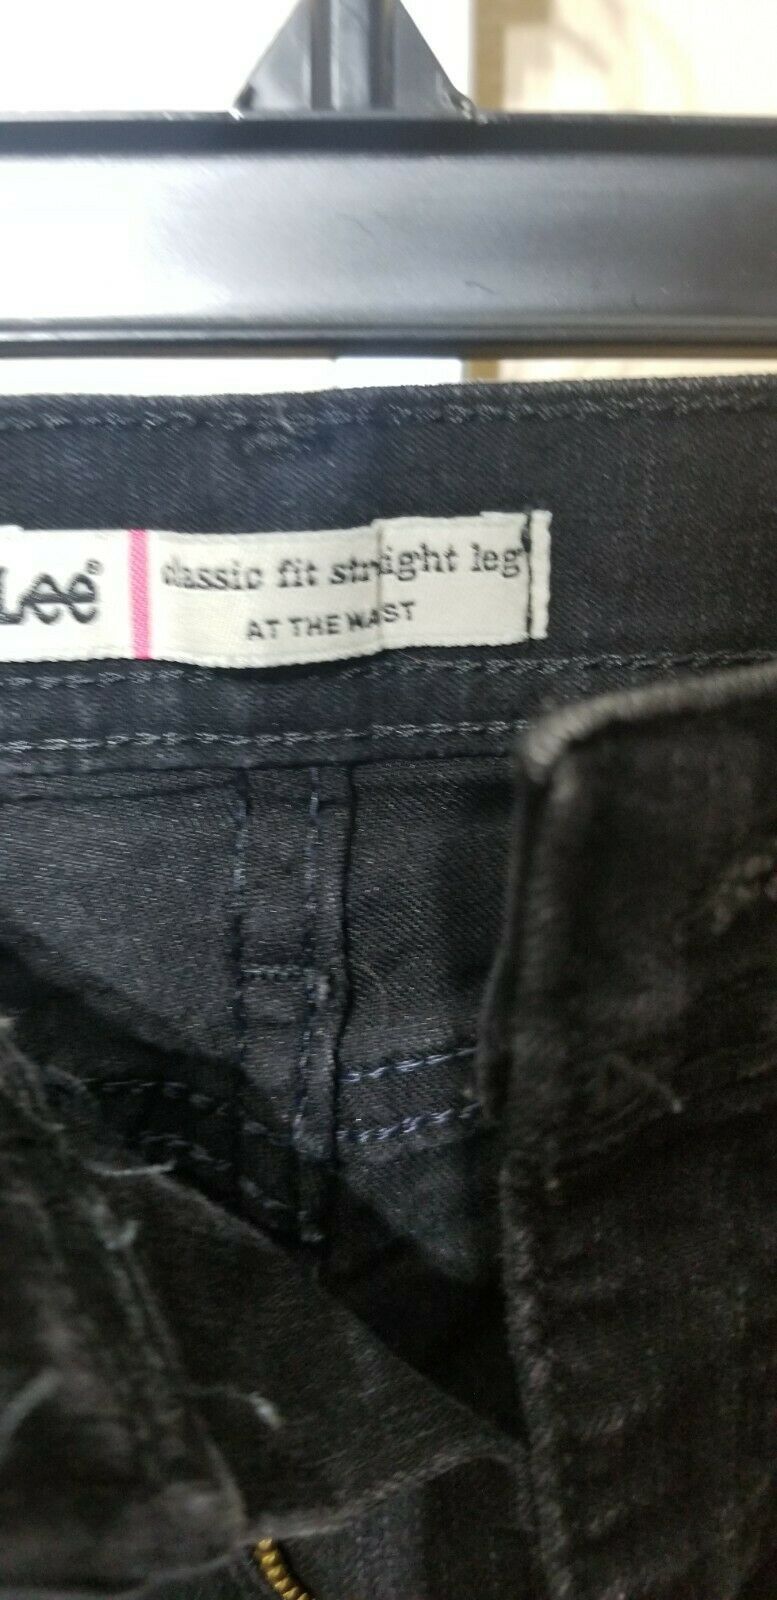 Lee®
classic fit straight leg
AT THE WAIST